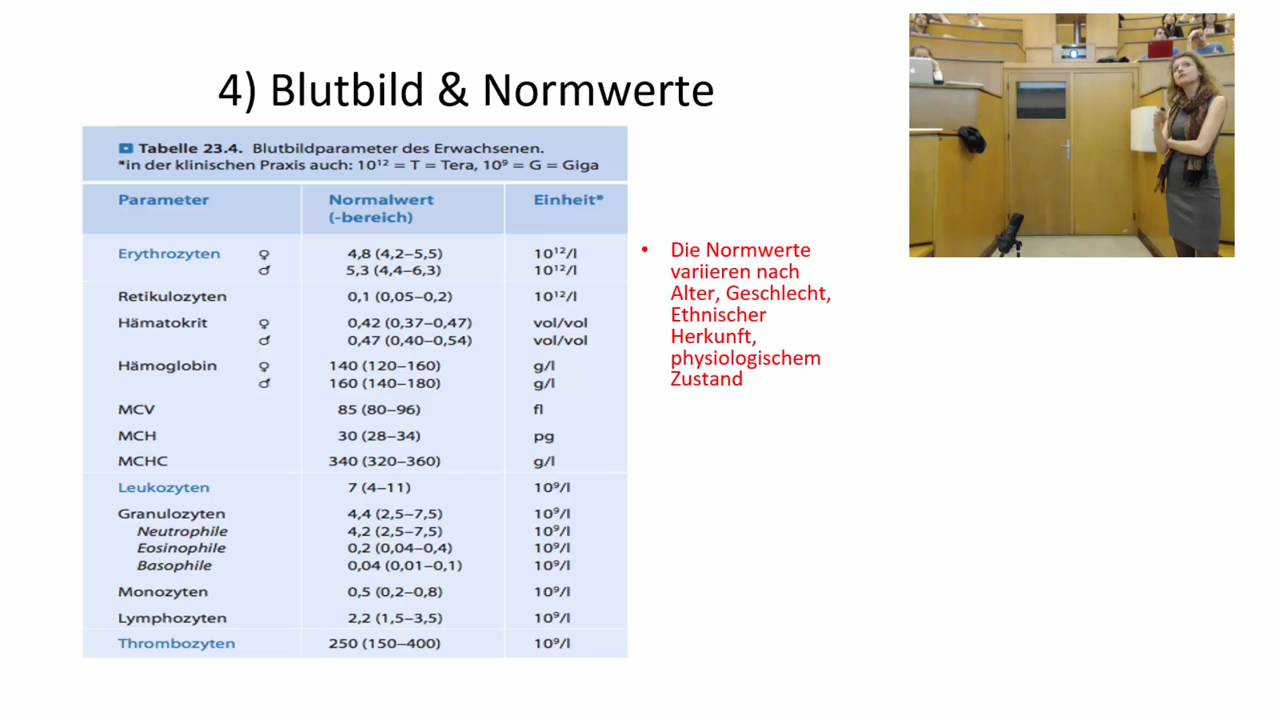 4) Blutbild & Normwerte
Tabelle 23.4. Blutbildparameter des Erwachsenen.
*in der klinischen Praxis auch: 10¹² = T = Tera, 10⁹ = G = Giga
Parameter Normalwert (-bereich) Einheit*
Erythrozyten ♀ 4,8 (4,2–5,5) 10¹²/l
♂ 5,3 (4,4–6,3) 10¹²/l
Retikulozyten 0,1 (0,05–0,2) 10¹²/l
Hämatokrit ♀ 0,42 (0,37–0,47) vol/vol
♂ 0,47 (0,40–0,54) vol/vol
Hämoglobin ♀ 140 (120–160) g/l
♂ 160 (140–180) g/l
MCV 85 (80–96) fl
MCH 30 (28–34) pg
MCHC 340 (320–360) g/l
Leukozyten 7 (4–11) 10⁹/l
Granulozyten 4,4 (2,5–7,5) 10⁹/l
Neutrophile 4,2 (2,5–7,5) 10⁹/l
Eosinophile 0,2 (0,04–0,4) 10⁹/l
Basophile 0,04 (0,01–0,1) 10⁹/l
Monozyten 0,5 (0,2–0,8) 10⁹/l
Lymphozyten 2,2 (1,5–3,5) 10⁹/l
Thrombozyten 250 (150–400) 10⁹/l
• Die Normwerte
variieren nach
Alter, Geschlecht,
Ethnischer
Herkunft,
physiologischem
Zustand